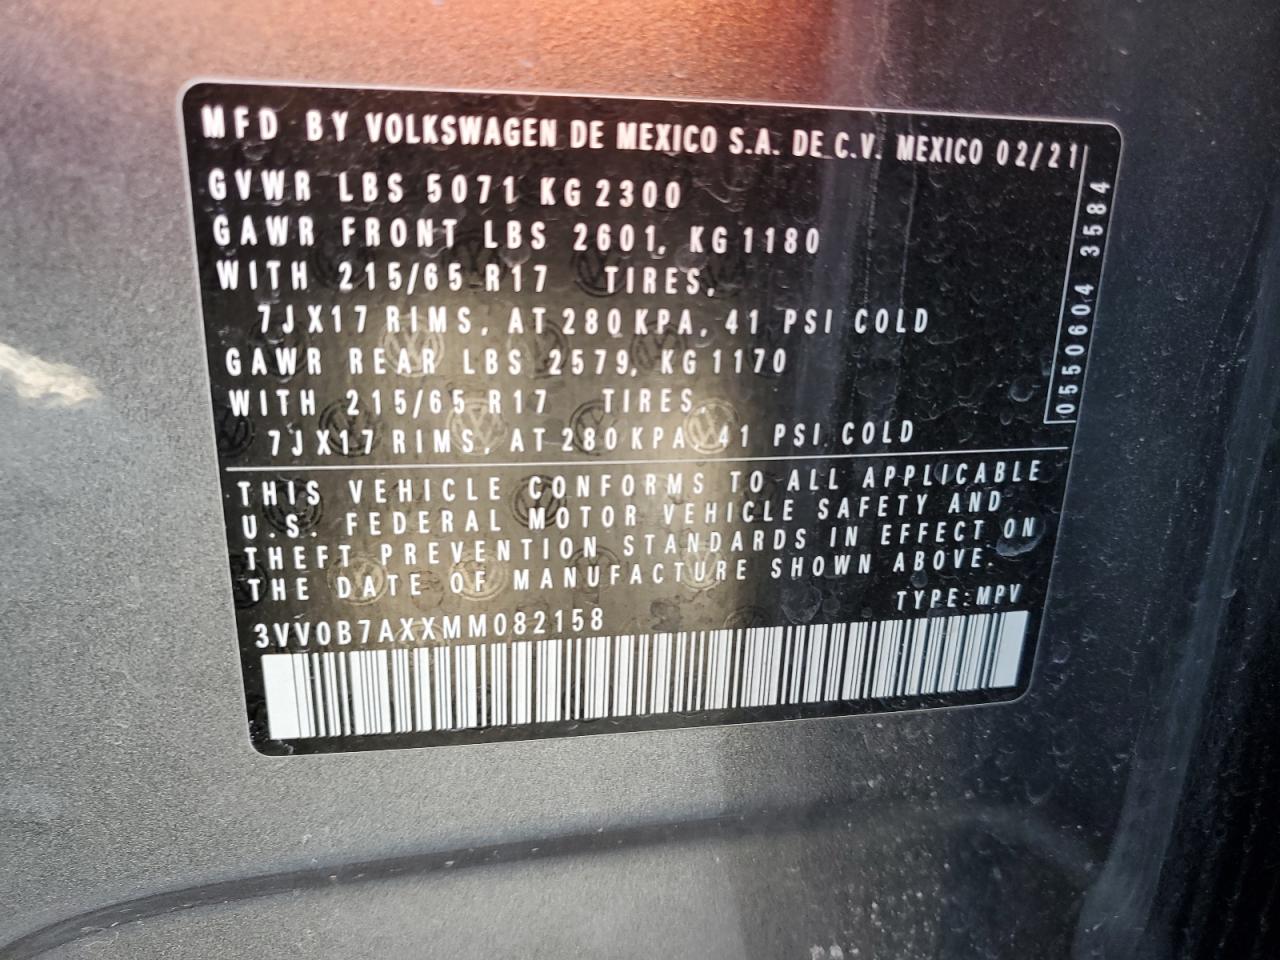 MFD BY VOLKSWAGEN DE MEXICO S.A. DE C.V. MEXICO 02/21
GVWR LBS 5071 KG 2300
GAWR FRONT LBS 2601, KG 1180
WITH 215/65 R17 TIRES,
7JX17 RIMS, AT 280 KPA, 41 PSI COLD
GAWR REAR LBS 2579, KG 1170
WITH 215/65 R17 TIRES,
7JX17 RIMS, AT 280 KPA, 41 PSI COLD
0550604 3584
THIS VEHICLE CONFORMS TO ALL APPLICABLE
U.S. FEDERAL MOTOR VEHICLE SAFETY AND
THEFT PREVENTION STANDARDS IN EFFECT ON
THE DATE OF MANUFACTURE SHOWN ABOVE.
TYPE: MPV
3VV0B7AXXMM082158